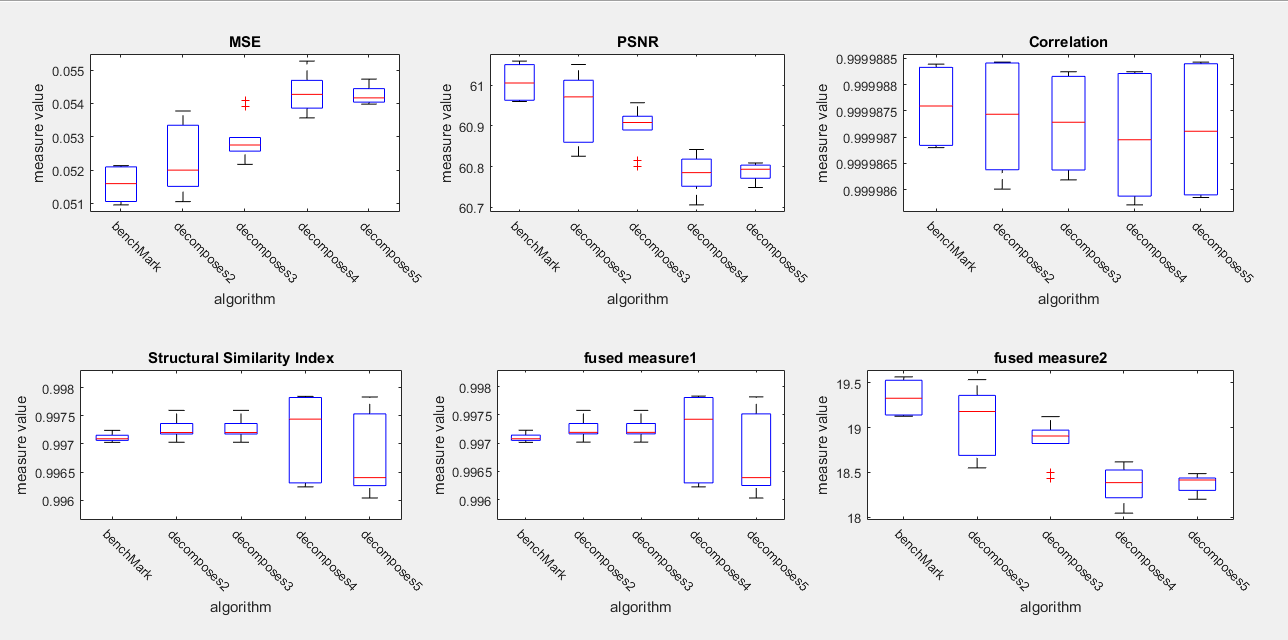 MSE
0.055
0.054
0.053
0.052
0.051
measure value
benchMark
decomposes2
decomposes3
decomposes4
decomposes5
algorithm
PSNR
61
60.9
60.8
60.7
measure value
benchMark
decomposes2
decomposes3
decomposes4
decomposes5
algorithm
Correlation
0.9999885
0.999988
0.9999875
0.999987
0.9999865
0.999986
measure value
benchMark
decomposes2
decomposes3
decomposes4
decomposes5
algorithm
Structural Similarity Index
0.998
0.9975
0.997
0.9965
0.996
measure value
benchMark
decomposes2
decomposes3
decomposes4
decomposes5
algorithm
fused measure1
0.998
0.9975
0.997
0.9965
0.996
measure value
benchMark
decomposes2
decomposes3
decomposes4
decomposes5
algorithm
fused measure2
19.5
19
18.5
18
measure value
benchMark
decomposes2
decomposes3
decomposes4
decomposes5
algorithm